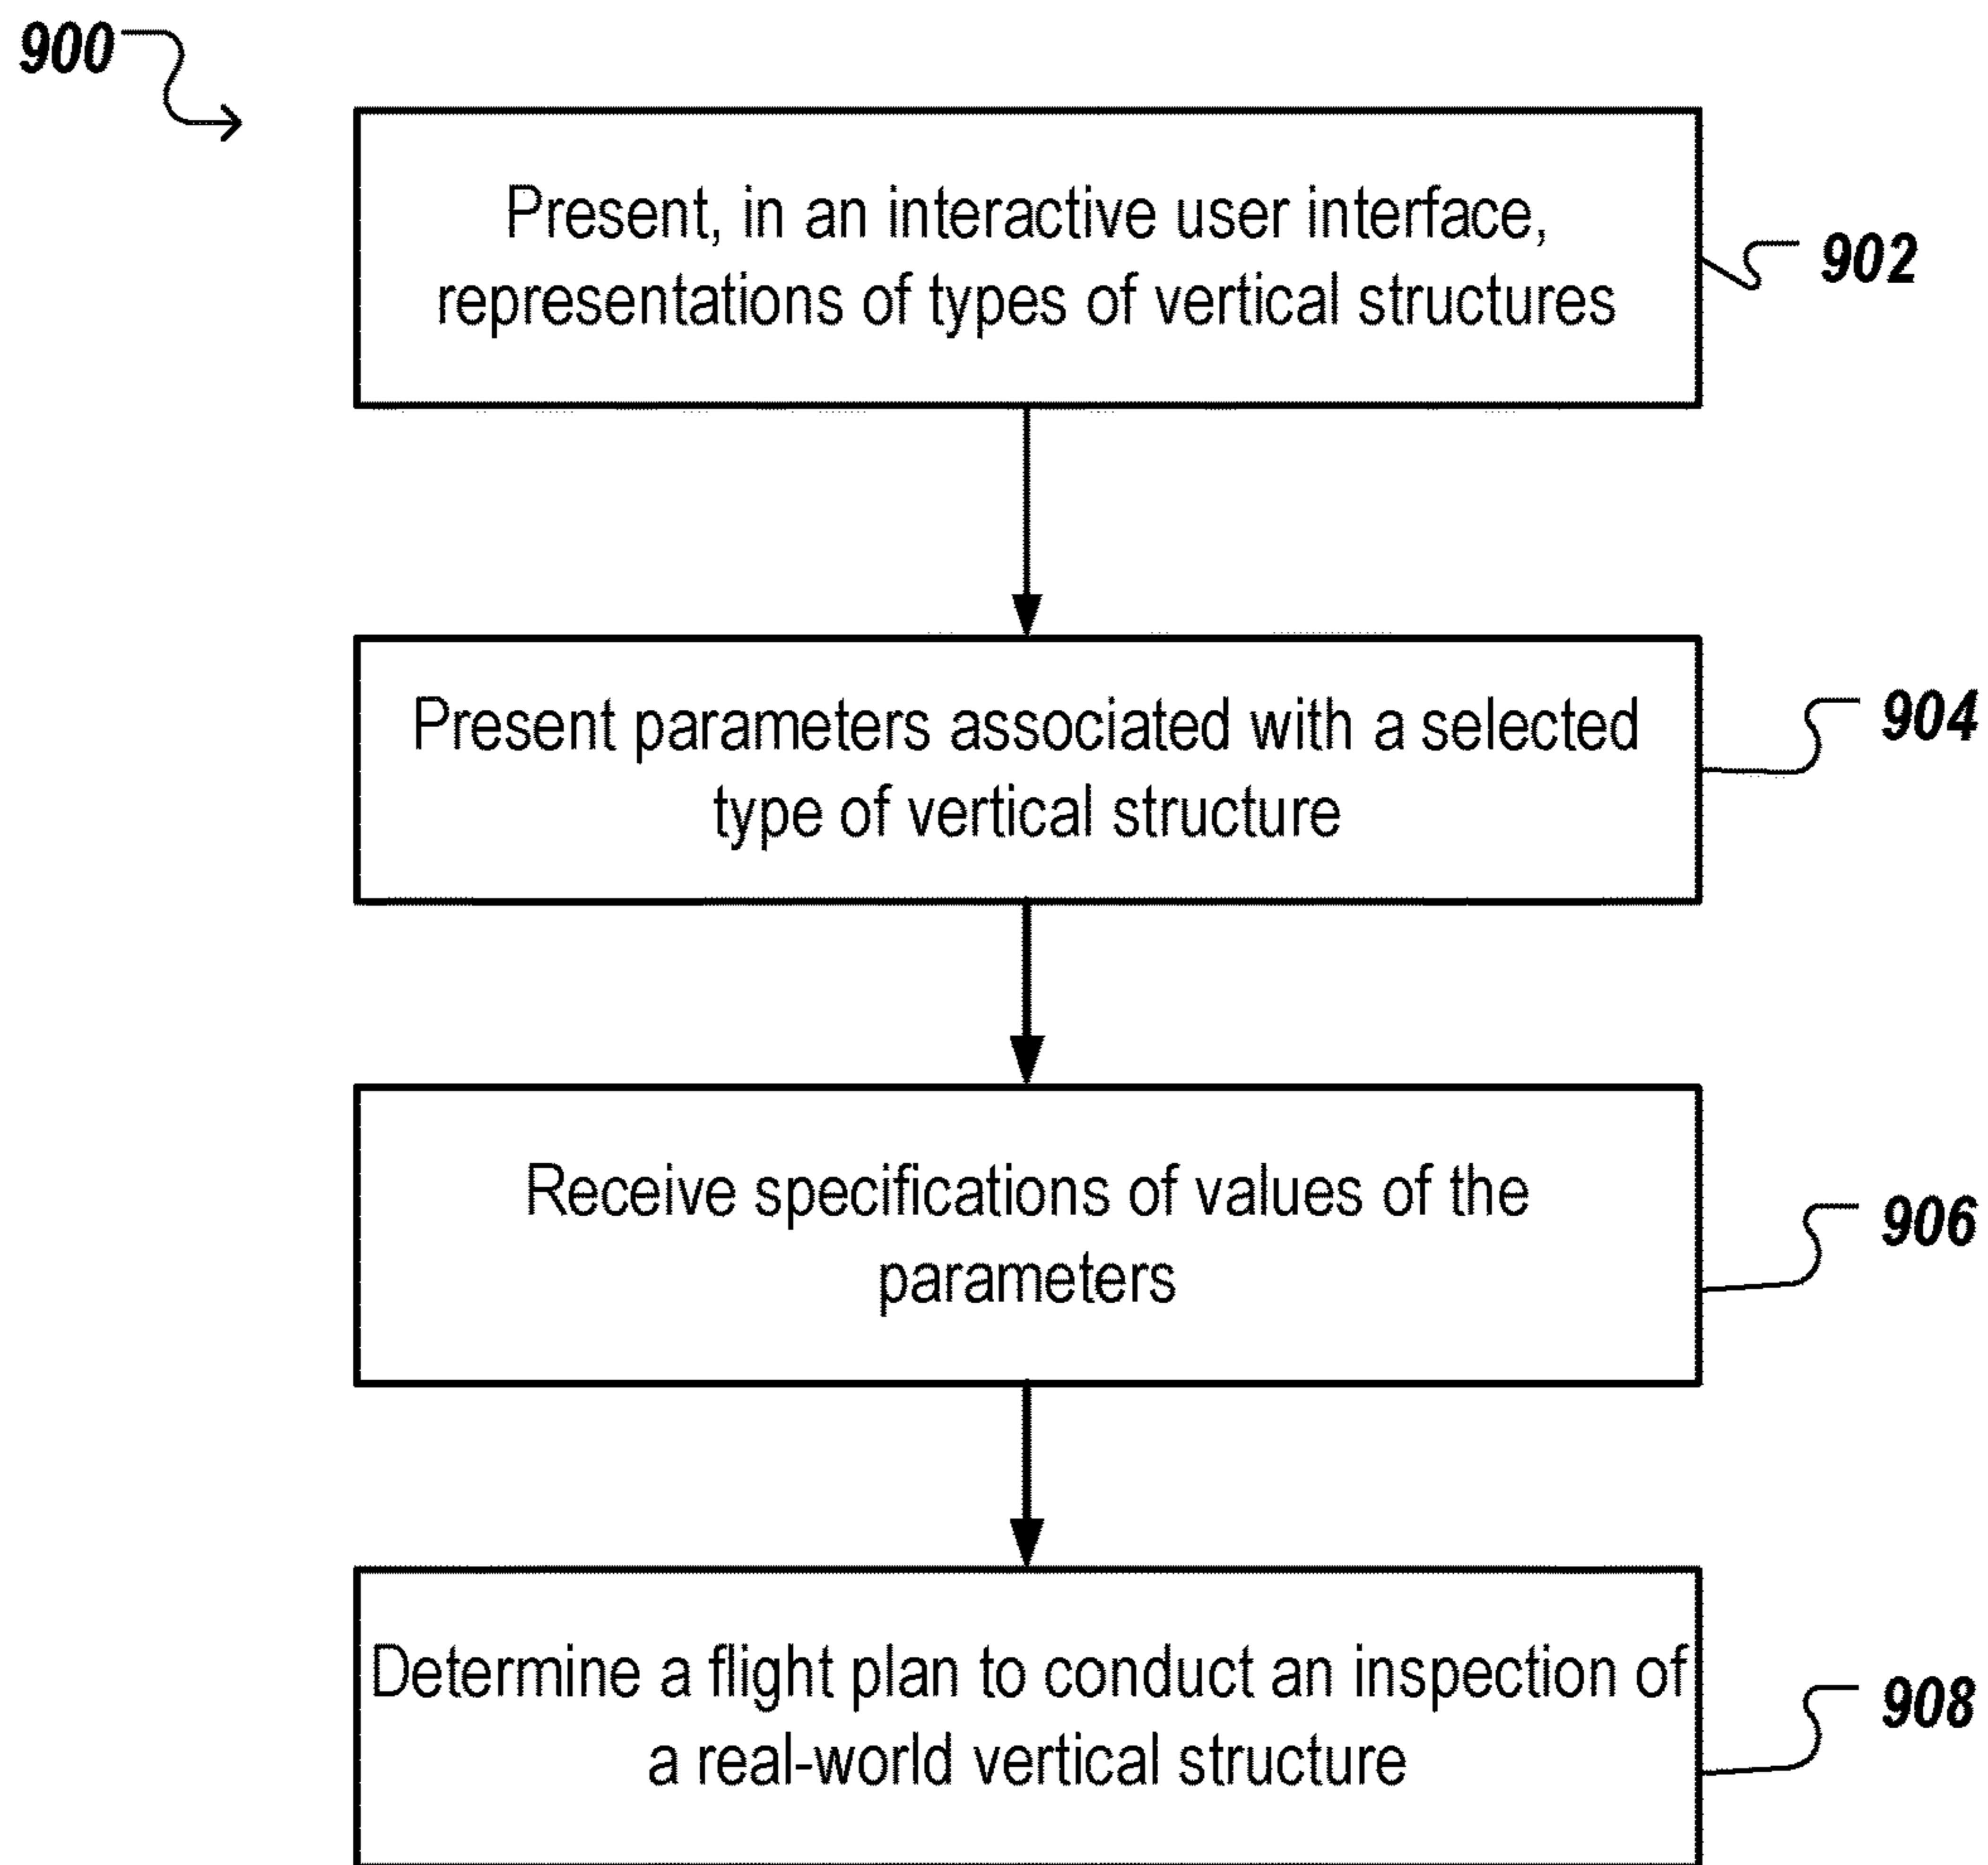 900
Present, in an interactive user interface,
representations of types of vertical structures
902
Present parameters associated with a selected
type of vertical structure
904
Receive specifications of values of the
parameters
906
Determine a flight plan to conduct an inspection of
a real-world vertical structure
908